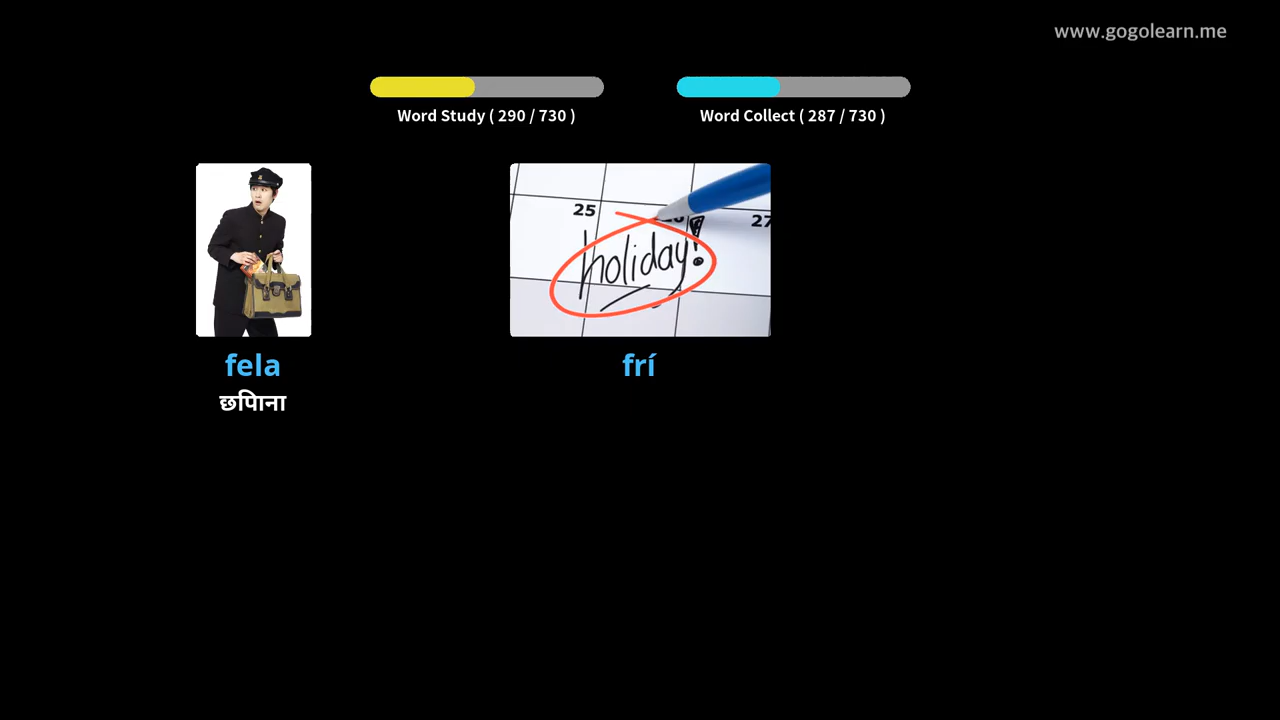 www.gogolearn.me
Word Study ( 290 / 730 )
Word Collect ( 287 / 730 )
25
27
holiday!
fela
frí
छिपाना